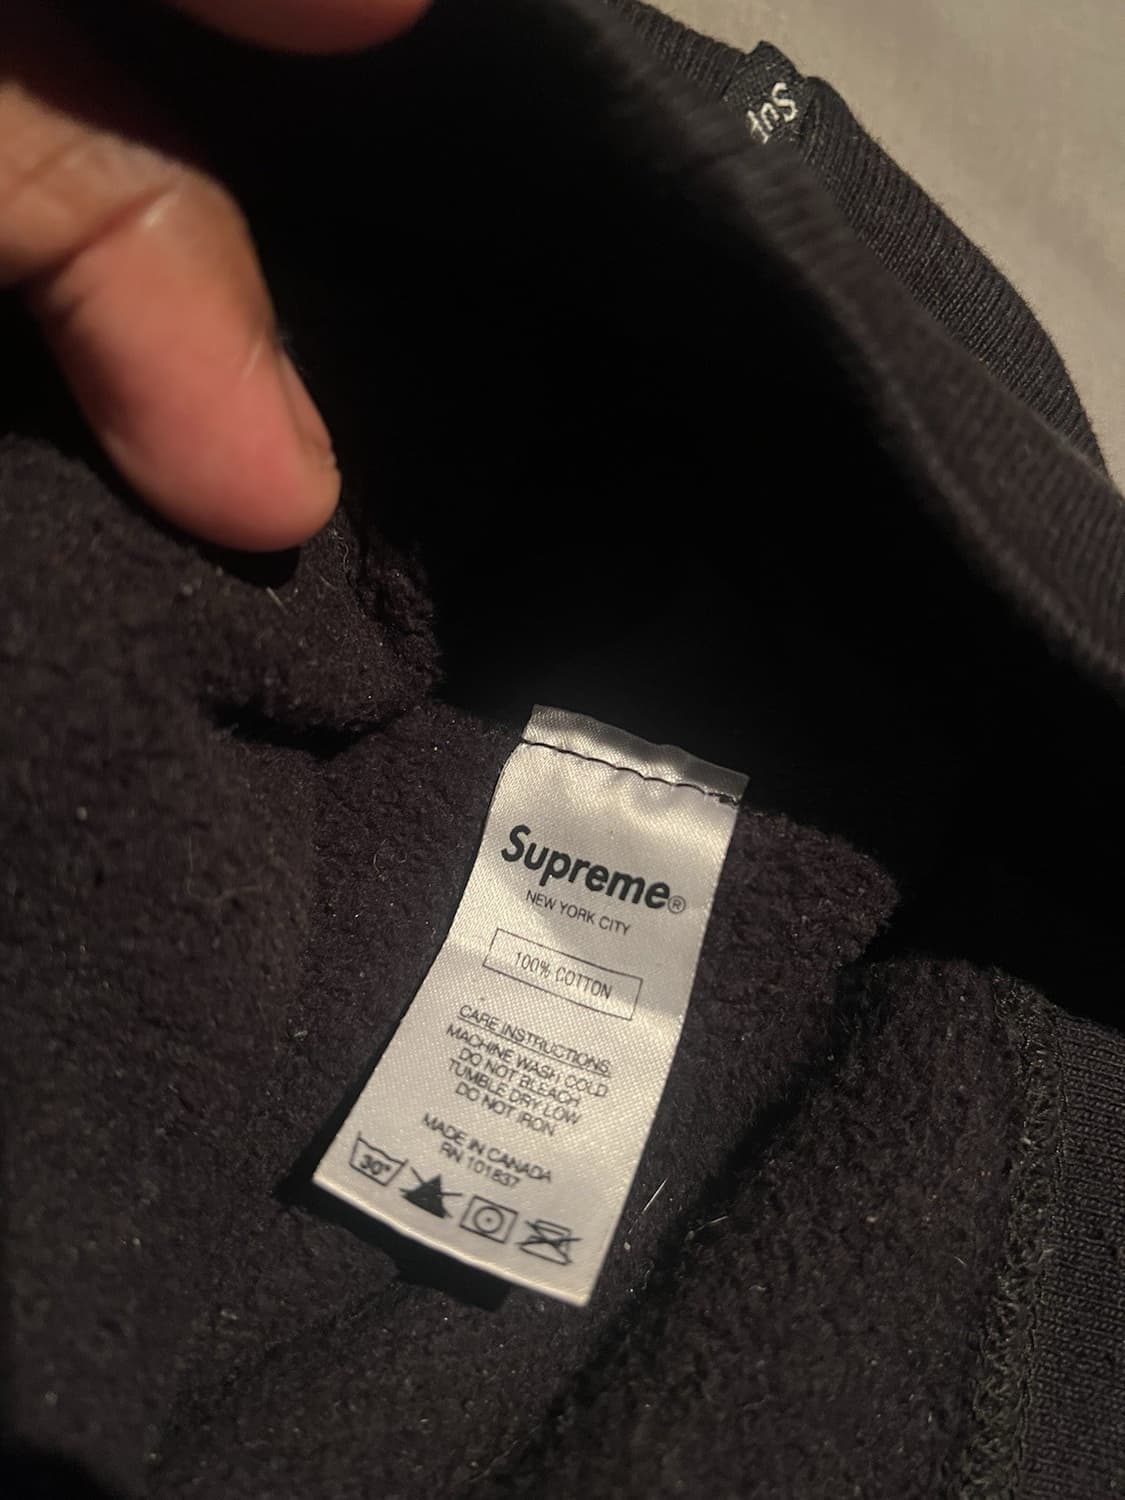 Sup
Supreme®
NEW YORK CITY
100% COTTON
CARE INSTRUCTIONS:
MACHINE WASH COLD
DO NOT BLEACH
TUMBLE DRY LOW
DO NOT IRON
MADE IN CANADA
RN 101837
30°